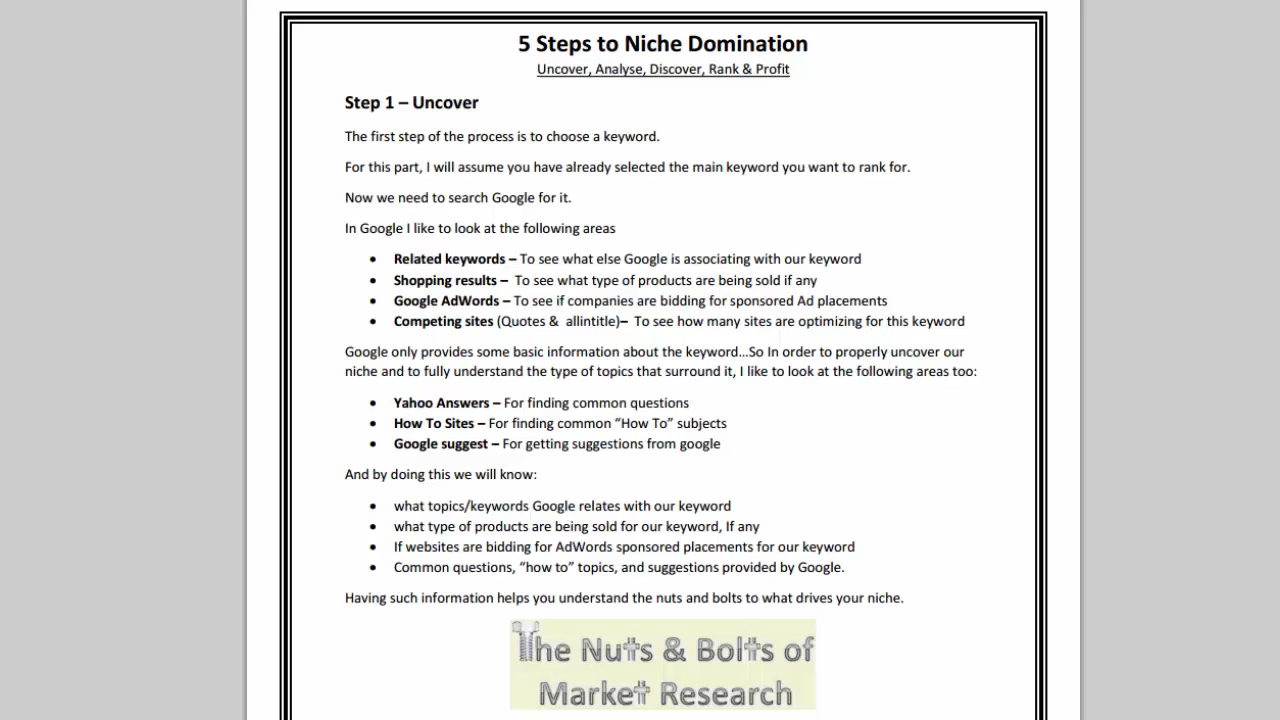 5 Steps to Niche Domination
Uncover, Analyse, Discover, Rank & Profit
Step 1 – Uncover
The first step of the process is to choose a keyword.
For this part, I will assume you have already selected the main keyword you want to rank for.
Now we need to search Google for it.
In Google I like to look at the following areas
• Related keywords – To see what else Google is associating with our keyword
• Shopping results – To see what type of products are being sold if any
• Google AdWords – To see if companies are bidding for sponsored Ad placements
• Competing sites (Quotes & allintitle)– To see how many sites are optimizing for this keyword
Google only provides some basic information about the keyword...So In order to properly uncover our
niche and to fully understand the type of topics that surround it, I like to look at the following areas too:
• Yahoo Answers – For finding common questions
• How To Sites – For finding common “How To” subjects
• Google suggest – For getting suggestions from google
And by doing this we will know:
• what topics/keywords Google relates with our keyword
• what type of products are being sold for our keyword, If any
• If websites are bidding for AdWords sponsored placements for our keyword
• Common questions, “how to” topics, and suggestions provided by Google.
Having such information helps you understand the nuts and bolts to what drives your niche.
The Nuts & Bolts of
Market Research